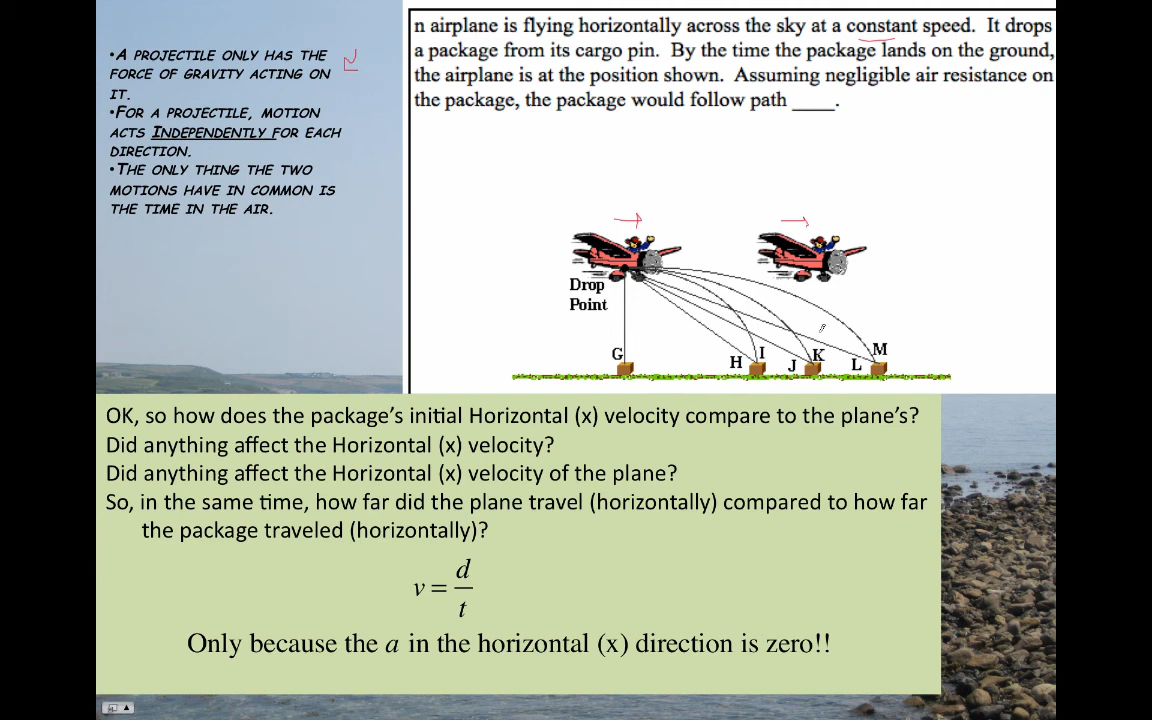 •A PROJECTILE ONLY HAS THE
FORCE OF GRAVITY ACTING ON
IT.
•FOR A PROJECTILE, MOTION
ACTS INDEPENDENTLY FOR EACH
DIRECTION.
•THE ONLY THING THE TWO
MOTIONS HAVE IN COMMON IS
THE TIME IN THE AIR.
n airplane is flying horizontally across the sky at a constant speed. It drops
a package from its cargo pin. By the time the package lands on the ground,
the airplane is at the position shown. Assuming negligible air resistance on
the package, the package would follow path ____.
Drop
Point
G
H
I
J
K
L
M
OK, so how does the package's initial Horizontal (x) velocity compare to the plane's?
Did anything affect the Horizontal (x) velocity?
Did anything affect the Horizontal (x) velocity of the plane?
So, in the same time, how far did the plane travel (horizontally) compared to how far
the package traveled (horizontally)?
v = d/t
Only because the a in the horizontal (x) direction is zero!!